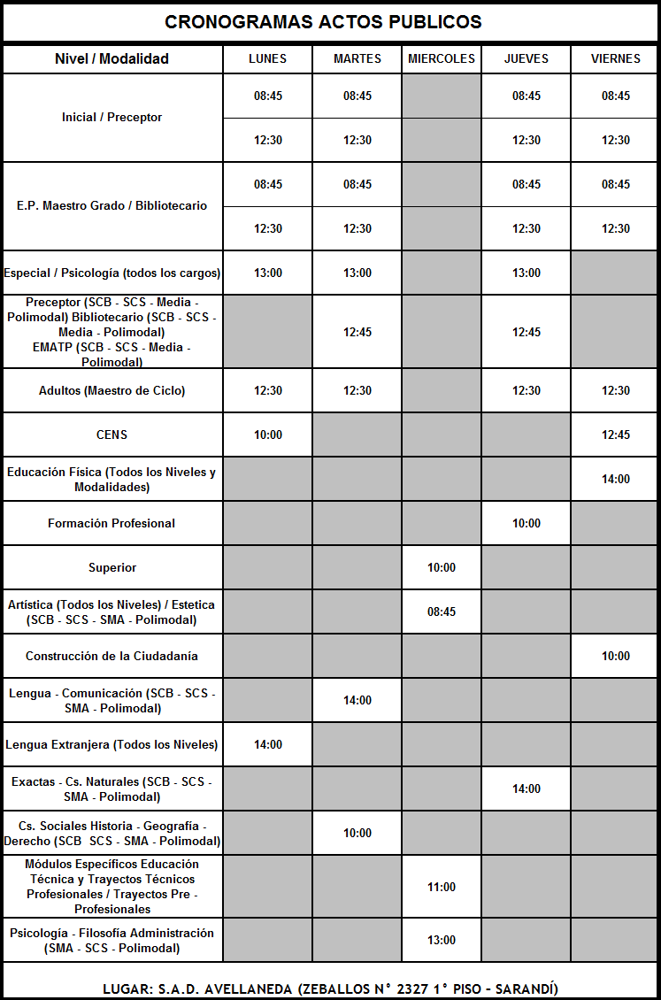 CRONOGRAMAS ACTOS PUBLICOS
Nivel / Modalidad LUNES MARTES MIERCOLES JUEVES VIERNES
Inicial / Preceptor
08:45 08:45 08:45 08:45
12:30 12:30 12:30 12:30
E.P. Maestro Grado / Bibliotecario
08:45 08:45 08:45 08:45
12:30 12:30 12:30 12:30
Especial / Psicología (todos los cargos) 13:00 13:00 13:00
Preceptor (SCB - SCS - Media -
Polimodal) Bibliotecario (SCB - SCS -
Media - Polimodal)
EMATP (SCB - SCS - Media -
Polimodal)
12:45 12:45
Adultos (Maestro de Ciclo) 12:30 12:30 12:30 12:30
CENS 10:00 12:45
Educación Física (Todos los Niveles y
Modalidades)
14:00
Formación Profesional 10:00
Superior 10:00
Artística (Todos los Niveles) / Estetica
(SCB - SCS - SMA - Polimodal)
08:45
Construcción de la Ciudadanía 10:00
Lengua - Comunicación (SCB - SCS -
SMA - Polimodal)
14:00
Lengua Extranjera (Todos los Niveles) 14:00
Exactas - Cs. Naturales (SCB - SCS -
SMA - Polimodal)
14:00
Cs. Sociales Historia - Geografía -
Derecho (SCB SCS - SMA - Polimodal)
10:00
Módulos Específicos Educación
Técnica y Trayectos Técnicos
Profesionales / Trayectos Pre -
Profesionales
11:00
Psicología - Filosofía Administración
(SMA - SCS - Polimodal)
13:00
LUGAR: S.A.D. AVELLANEDA (ZEBALLOS N° 2327 1° PISO - SARANDÍ)